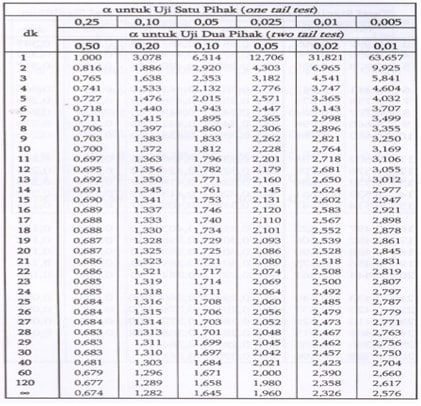 α untuk Uji Satu Pihak (one tail test)
dk 0,25 0,10 0,05 0,025 0,01 0,005
α untuk Uji Dua Pihak (two tail test)
0,50 0,20 0,10 0,05 0,02 0,01
1 1,000 3,078 6,314 12,706 31,821 63,657
2 0,816 1,886 2,920 4,303 6,965 9,925
3 0,765 1,638 2,353 3,182 4,541 5,841
4 0,741 1,533 2,132 2,776 3,747 4,604
5 0,727 1,476 2,015 2,571 3,365 4,032
6 0,718 1,440 1,943 2,447 3,143 3,707
7 0,711 1,415 1,895 2,365 2,998 3,499
8 0,706 1,397 1,860 2,306 2,896 3,355
9 0,703 1,383 1,833 2,262 2,821 3,250
10 0,700 1,372 1,812 2,228 2,764 3,169
11 0,697 1,363 1,796 2,201 2,718 3,106
12 0,695 1,356 1,782 2,179 2,681 3,055
13 0,692 1,350 1,771 2,160 2,650 3,012
14 0,691 1,345 1,761 2,145 2,624 2,977
15 0,690 1,341 1,753 2,131 2,602 2,947
16 0,689 1,337 1,746 2,120 2,583 2,921
17 0,688 1,333 1,740 2,110 2,567 2,898
18 0,688 1,330 1,734 2,101 2,552 2,878
19 0,687 1,328 1,729 2,093 2,539 2,861
20 0,687 1,325 1,725 2,086 2,528 2,845
21 0,686 1,323 1,721 2,080 2,518 2,831
22 0,686 1,321 1,717 2,074 2,508 2,819
23 0,685 1,319 1,714 2,069 2,500 2,807
24 0,685 1,318 1,711 2,064 2,492 2,797
25 0,684 1,316 1,708 2,060 2,485 2,787
26 0,684 1,315 1,706 2,056 2,479 2,779
27 0,684 1,314 1,703 2,052 2,473 2,771
28 0,683 1,313 1,701 2,048 2,467 2,763
29 0,683 1,311 1,699 2,045 2,462 2,756
30 0,683 1,310 1,697 2,042 2,457 2,750
40 0,681 1,303 1,684 2,021 2,423 2,704
60 0,679 1,296 1,671 2,000 2,390 2,660
120 0,677 1,289 1,658 1,980 2,358 2,617
∞ 0,674 1,282 1,645 1,960 2,326 2,576